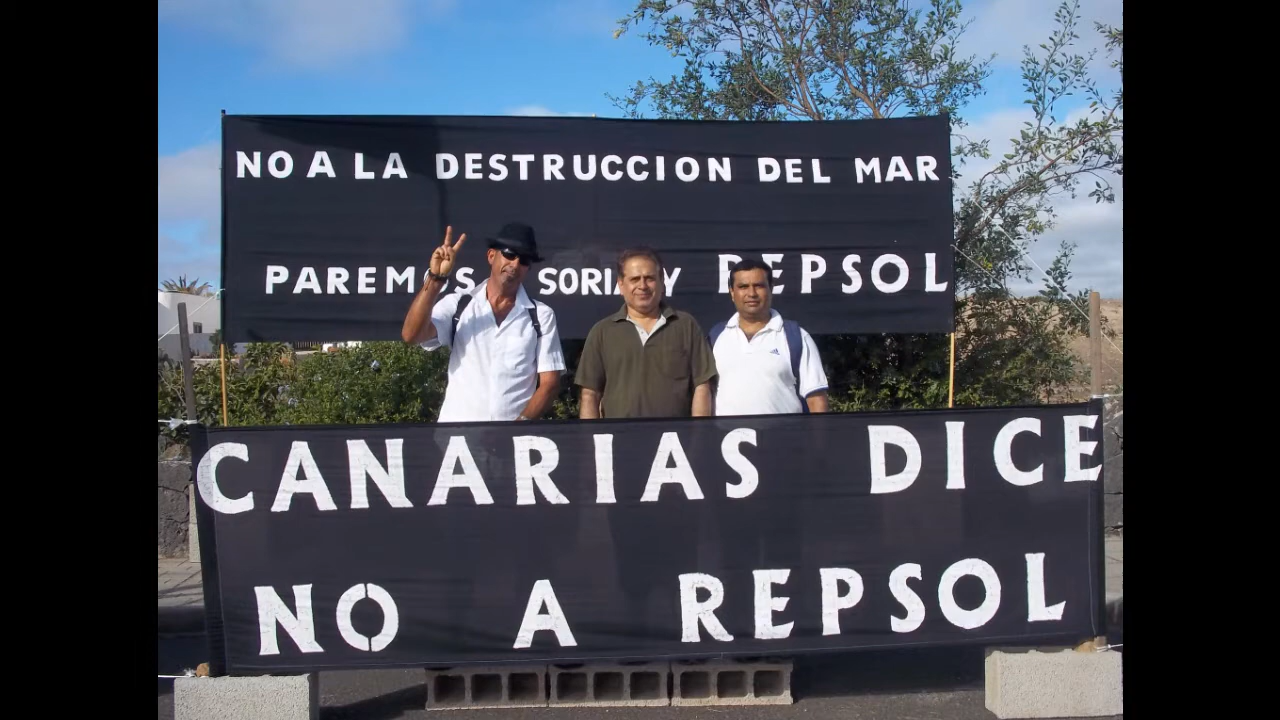 NO A LA DESTRUCCION DEL MAR
PAREMOS SORIA Y REPSOL
CANARIAS DICE
NO A REPSOL